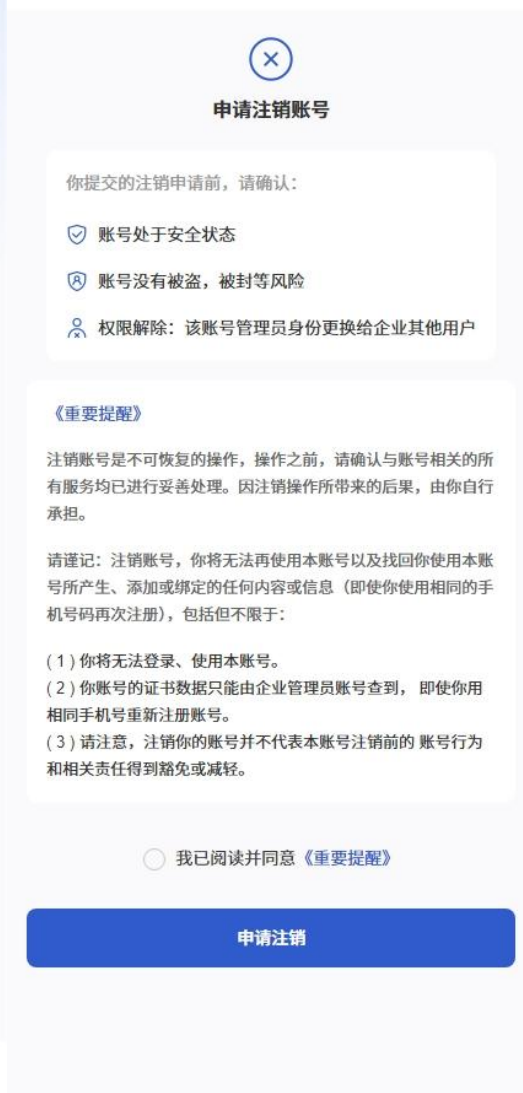 申请注销账号
你提交的注销申请前，请确认：
账号处于安全状态
账号没有被盗，被封等风险
权限解除：该账号管理员身份更换给企业其他用户
《重要提醒》
注销账号是不可恢复的操作，操作之前，请确认与账号相关的所
有服务均已进行妥善处理。因注销操作所带来的后果，由你自行
承担。
请谨记：注销账号，你将无法再使用本账号以及找回你使用本账
号所产生、添加或绑定的任何内容或信息（即使你使用相同的手
机号码再次注册），包括但不限于：
( 1 ) 你将无法登录、使用本账号。
( 2 ) 你账号的证书数据只能由企业管理员账号查到， 即使你用
相同手机号重新注册账号。
( 3 ) 请注意，注销你的账号并不代表本账号注销前的 账号行为
和相关责任得到豁免或减轻。
我已阅读并同意《重要提醒》
申请注销